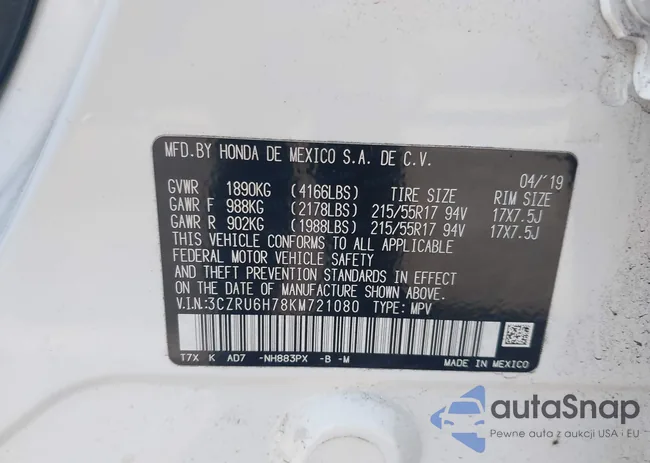 MFD.BY HONDA DE MEXICO S.A. DE C.V.
04/'19
GVWR 1890KG (4166LBS) TIRE SIZE RIM SIZE
GAWR F 988KG (2178LBS) 215/55R17 94V 17X7.5J
GAWR R 902KG (1988LBS) 215/55R17 94V 17X7.5J
THIS VEHICLE CONFORMS TO ALL APPLICABLE
FEDERAL MOTOR VEHICLE SAFETY
AND THEFT PREVENTION STANDARDS IN EFFECT
ON THE DATE OF MANUFACTURE SHOWN ABOVE.
V.I.N.:3CZRU6H78KM721080 TYPE: MPV
T7X K AD7 -NH883PX -B -M
MADE IN MEXICO
autaSnap
Pewne auta z aukcji USA · EU